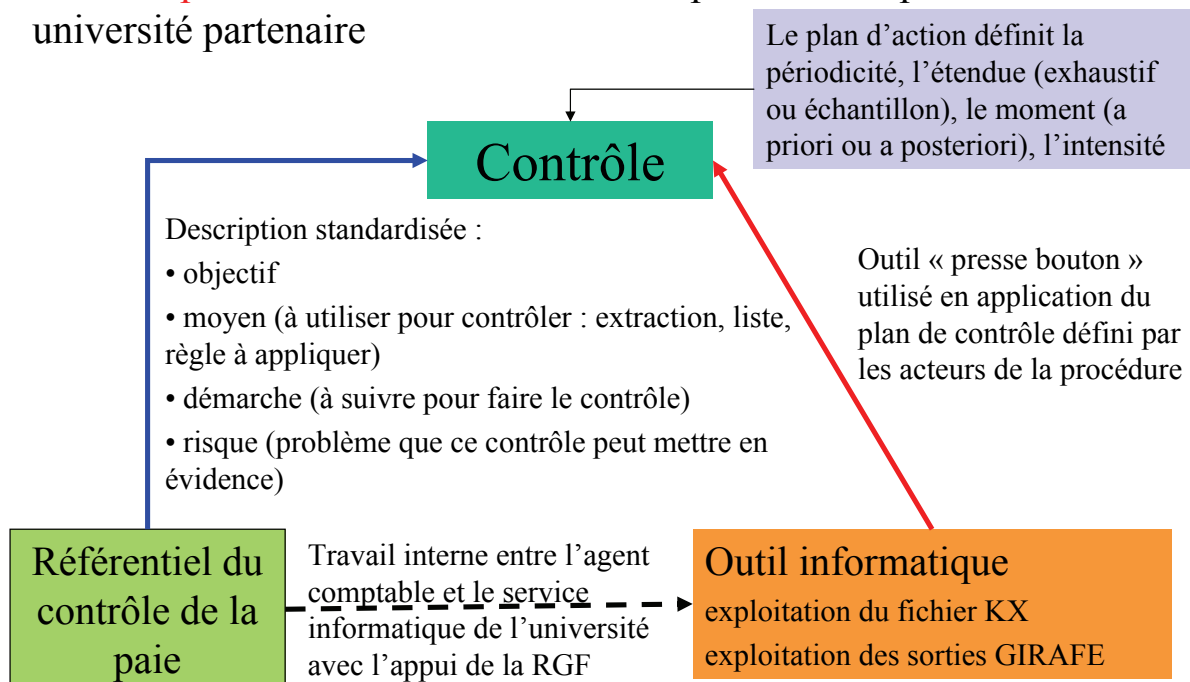 université partenaire
Le plan d’action définit la
périodicité, l’étendue (exhaustif
ou échantillon), le moment (a
priori ou a posteriori), l’intensité
Contrôle
Description standardisée :
• objectif
• moyen (à utiliser pour contrôler : extraction, liste,
règle à appliquer)
• démarche (à suivre pour faire le contrôle)
• risque (problème que ce contrôle peut mettre en
évidence)
Outil « presse bouton »
utilisé en application du
plan de contrôle défini par
les acteurs de la procédure
Référentiel du
contrôle de la
paie
Travail interne entre l’agent
comptable et le service
informatique de l’université
avec l’appui de la RGF
Outil informatique
exploitation du fichier KX
exploitation des sorties GIRAFE